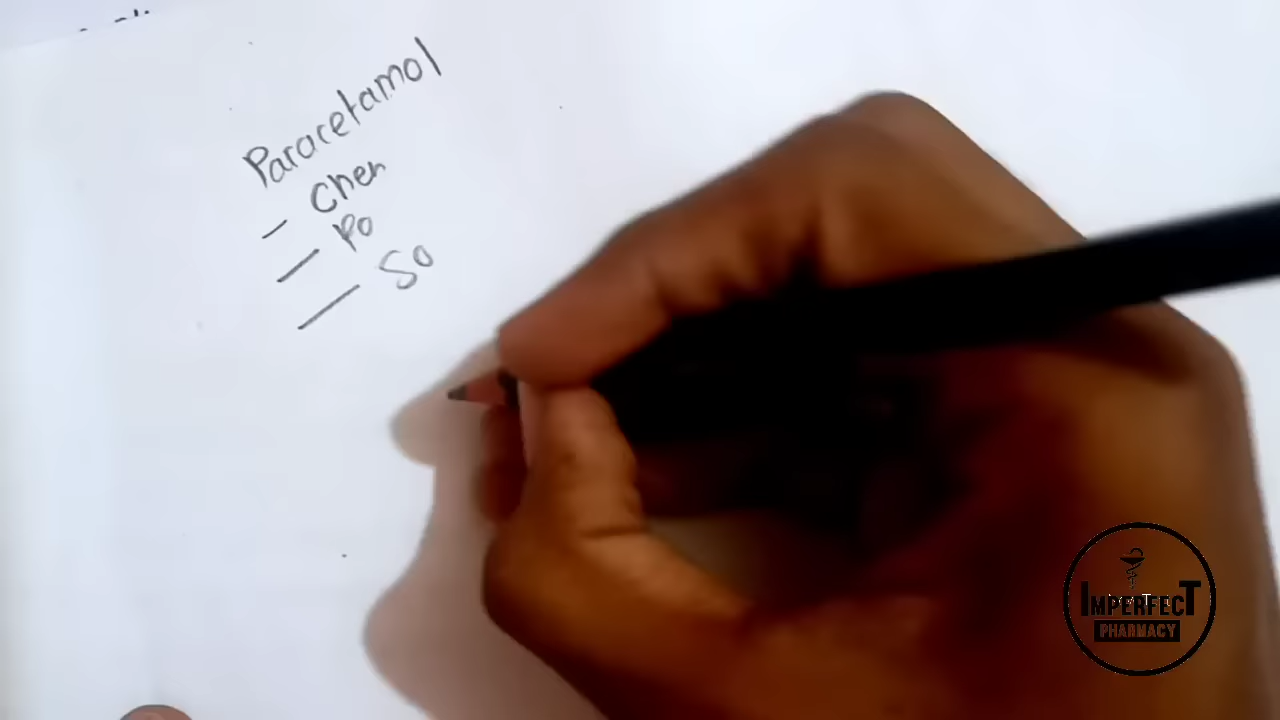 Paracetamol
- Chem
- Po
- So
IMPERFECT
PHARMACY